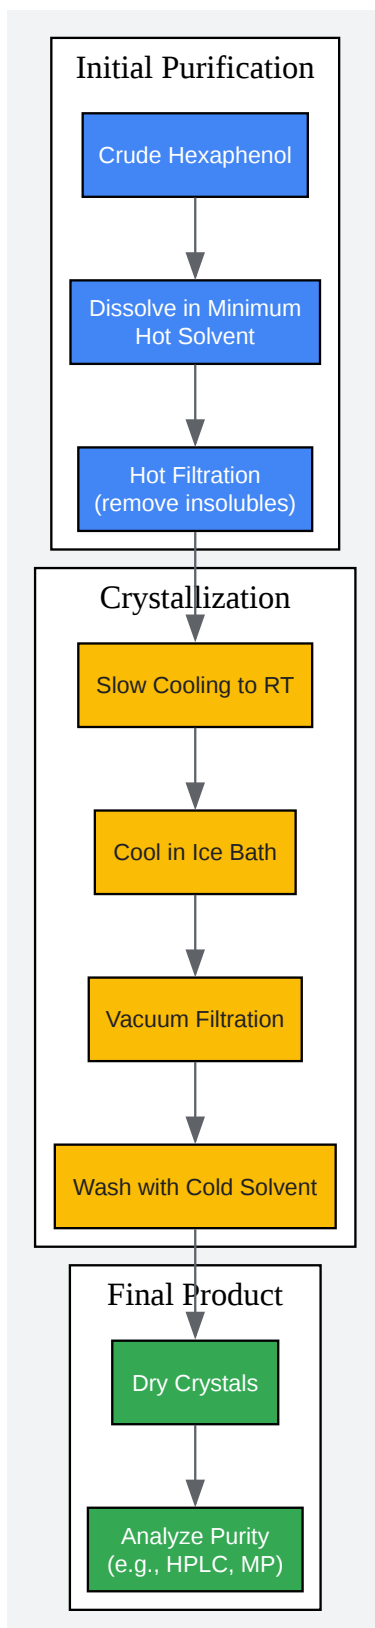 Initial Purification
Crude Hexaphenol
Dissolve in Minimum
Hot Solvent
Hot Filtration
(remove insolubles)
Crystallization
Slow Cooling to RT
Cool in Ice Bath
Vacuum Filtration
Wash with Cold Solvent
Final Product
Dry Crystals
Analyze Purity
(e.g., HPLC, MP)